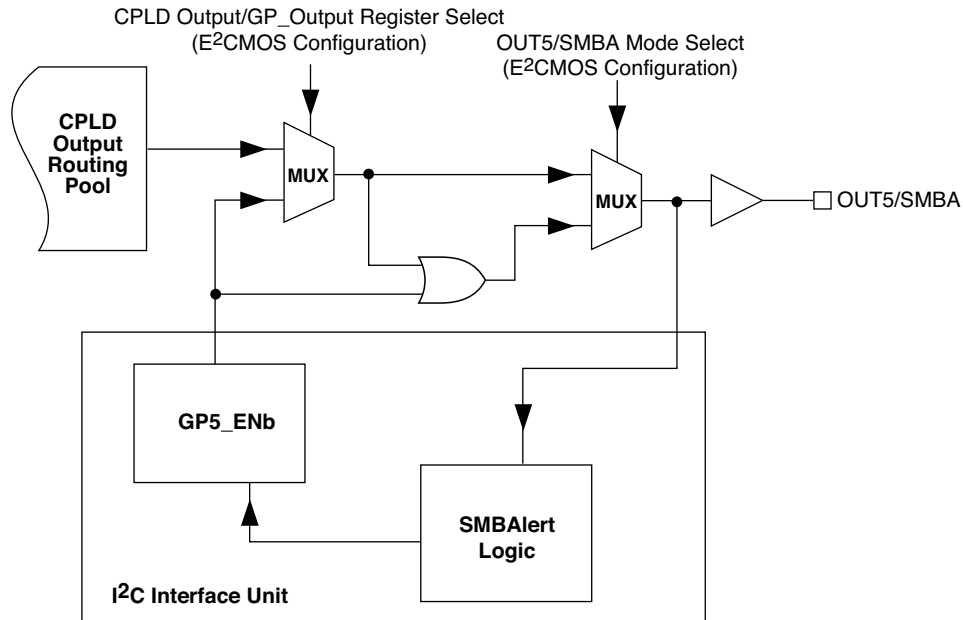 CPLD Output/GP_Output Register Select
(E²CMOS Configuration)
OUT5/SMBA Mode Select
(E²CMOS Configuration)
CPLD
Output
Routing
Pool
MUX
MUX
OUT5/SMBA
GP5_ENb
SMBAlert
Logic
I²C Interface Unit